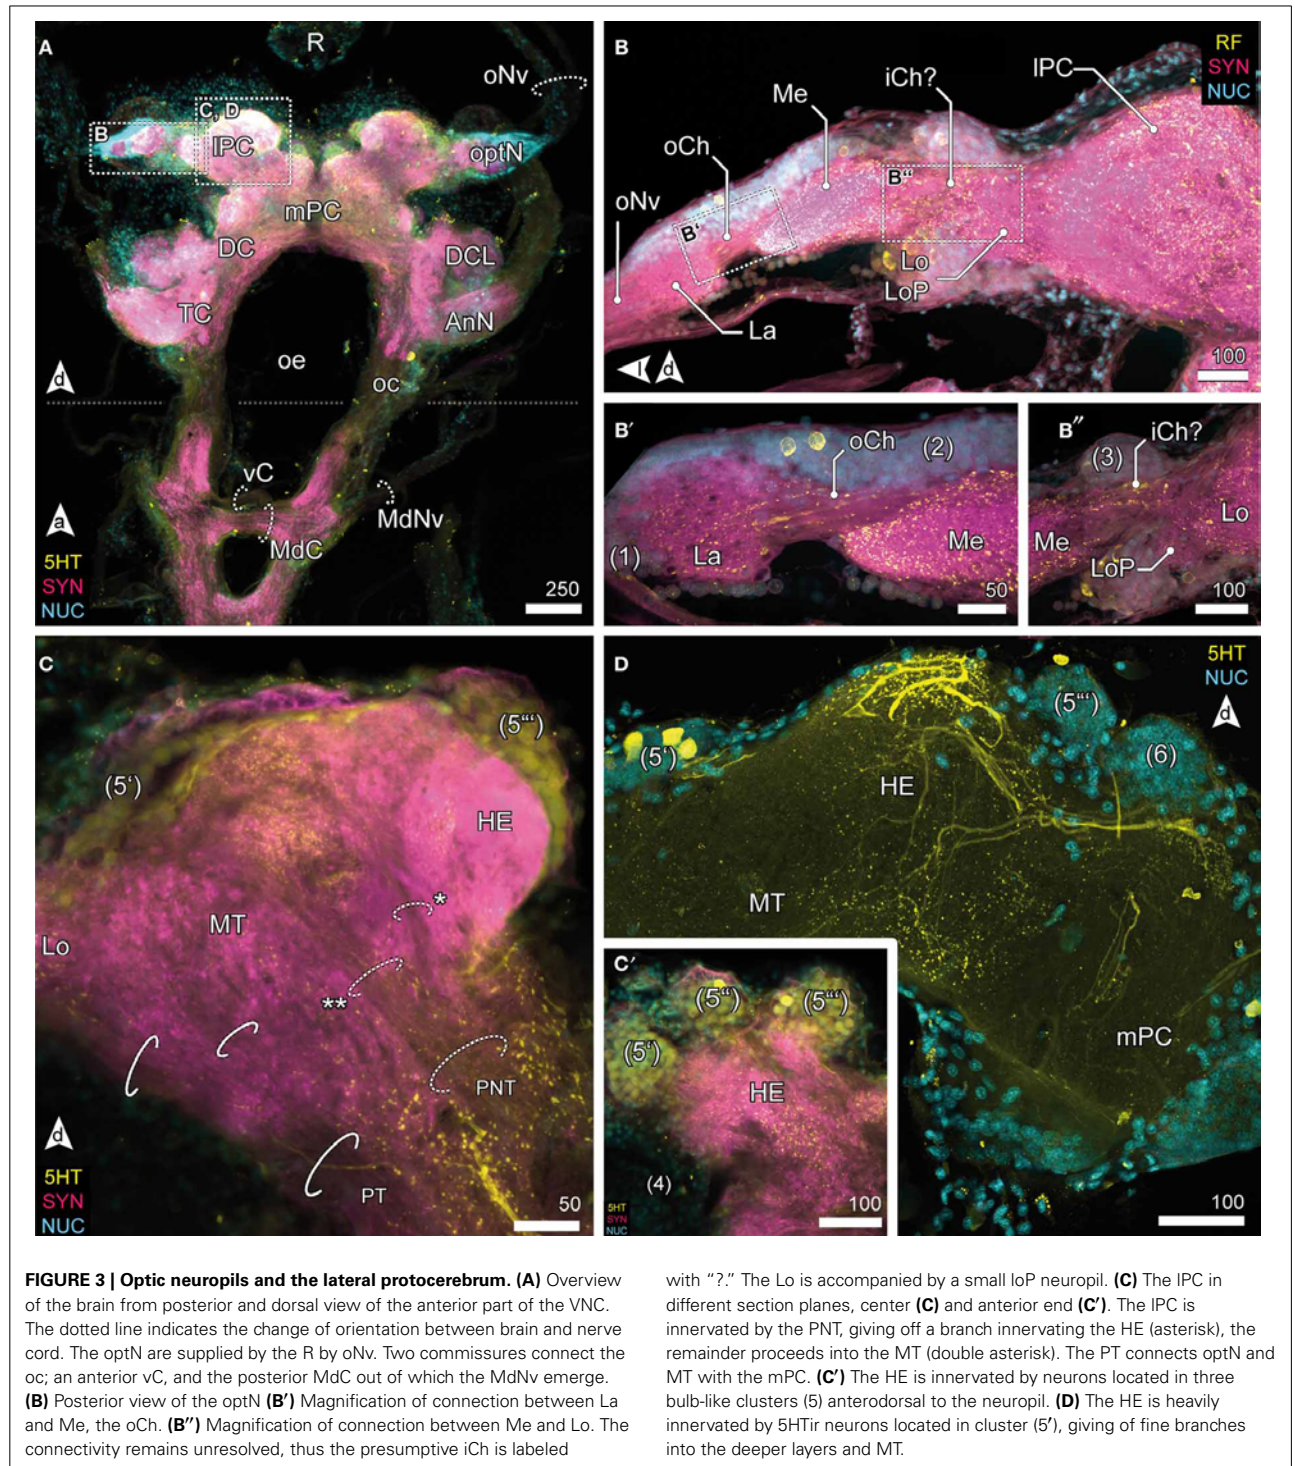 A
R
oNv
C, D
B
lPC
optN
mPC
DC
DCL
TC
AnN
oe
d
oc
vC
a
MdNv
MdC
5HT
SYN
NUC
250
B
RF
SYN
NUC
iCh?
lPC
Me
oCh
B"
oNv
B'
Lo
LoP
La
l
d
100
B'
oCh
(2)
La
Me
(1)
50
B"
iCh?
(3)
Lo
Me
LoP
100
C
(5"')
(5')
HE
*
MT
Lo
**
PNT
d
5HT
SYN
NUC
PT
50
D
5HT
NUC
d
(5"')
(5')
(6)
HE
MT
mPC
100
C'
(5")
(5"')
(5')
HE
(4)
5HT
SYN
NUC
100
FIGURE 3 | Optic neuropils and the lateral protocerebrum. (A) Overview
of the brain from posterior and dorsal view of the anterior part of the VNC.
The dotted line indicates the change of orientation between brain and nerve
cord. The optN are supplied by the R by oNv. Two commissures connect the
oc; an anterior vC, and the posterior MdC out of which the MdNv emerge.
(B) Posterior view of the optN (B′) Magnification of connection between La
and Me, the oCh. (B″) Magnification of connection between Me and Lo. The
connectivity remains unresolved, thus the presumptive iCh is labeled
with “?.” The Lo is accompanied by a small loP neuropil. (C) The lPC in
different section planes, center (C) and anterior end (C′). The lPC is
innervated by the PNT, giving off a branch innervating the HE (asterisk), the
remainder proceeds into the MT (double asterisk). The PT connects optN and
MT with the mPC. (C′) The HE is innervated by neurons located in three
bulb-like clusters (5) anterodorsal to the neuropil. (D) The HE is heavily
innervated by 5HTir neurons located in cluster (5′), giving of fine branches
into the deeper layers and MT.